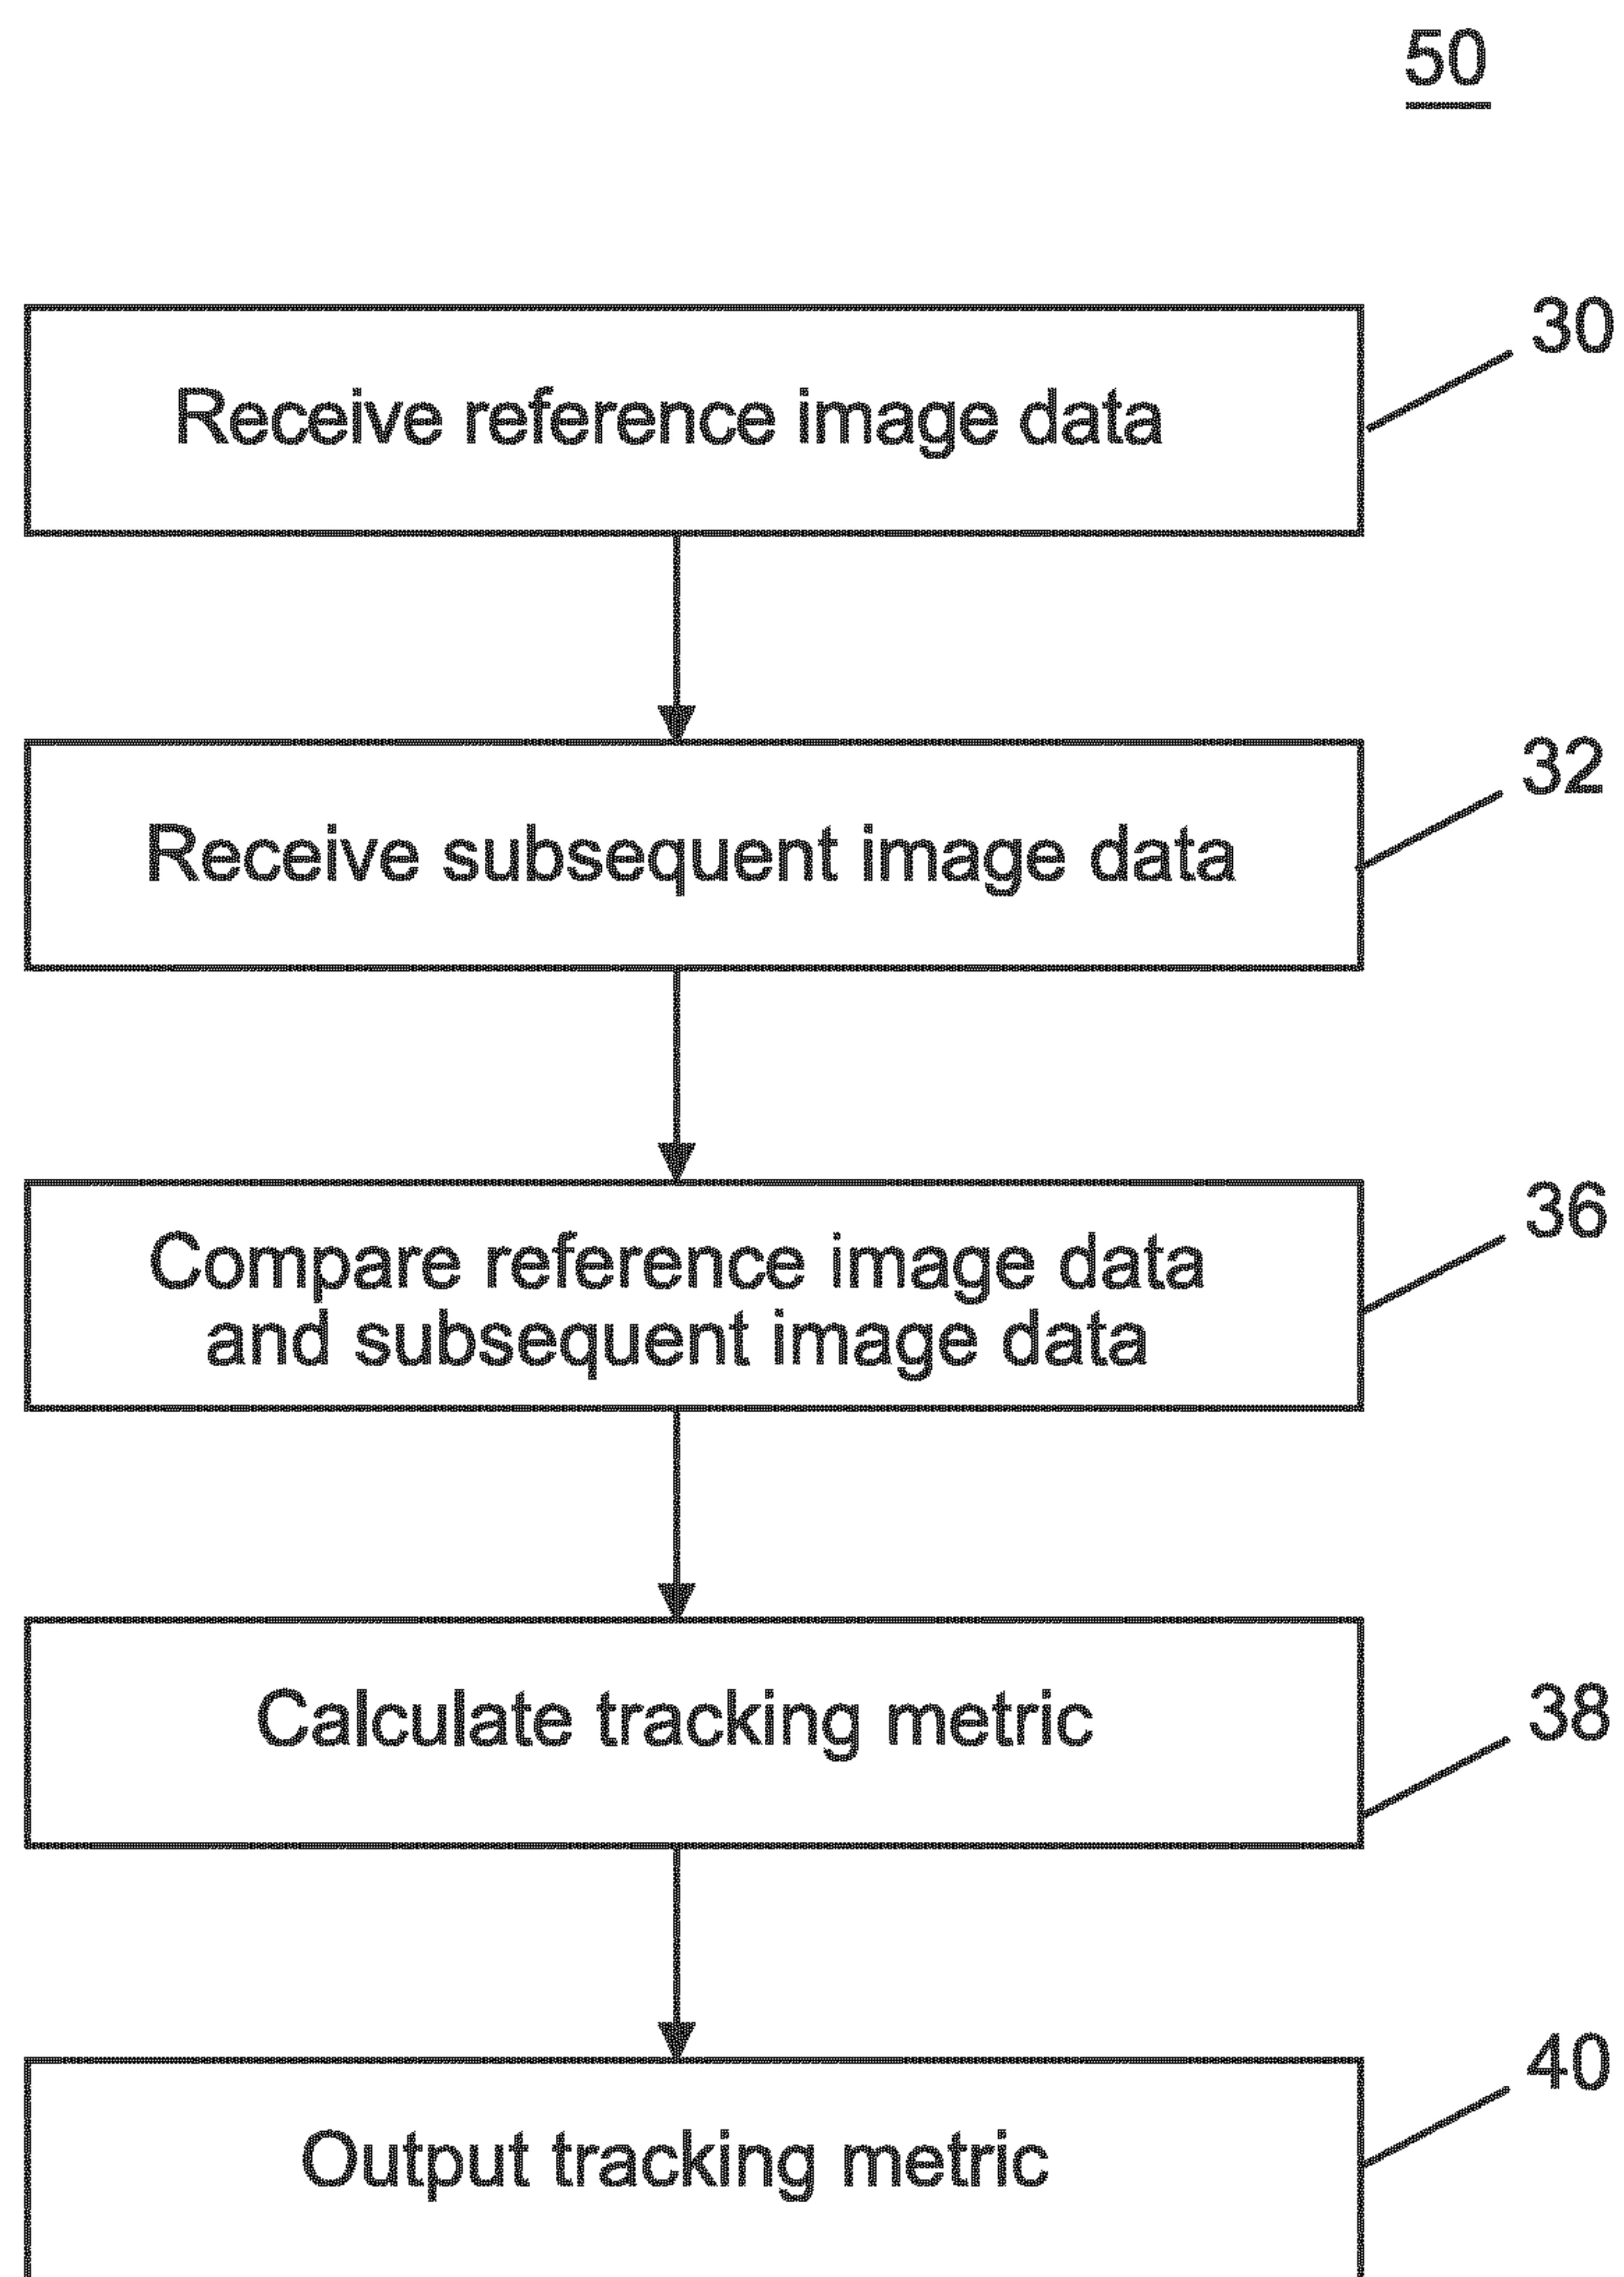 50
Receive reference image data
30
Receive subsequent image data
32
Compare reference image data
and subsequent image data
36
Calculate tracking metric
38
Output tracking metric
40